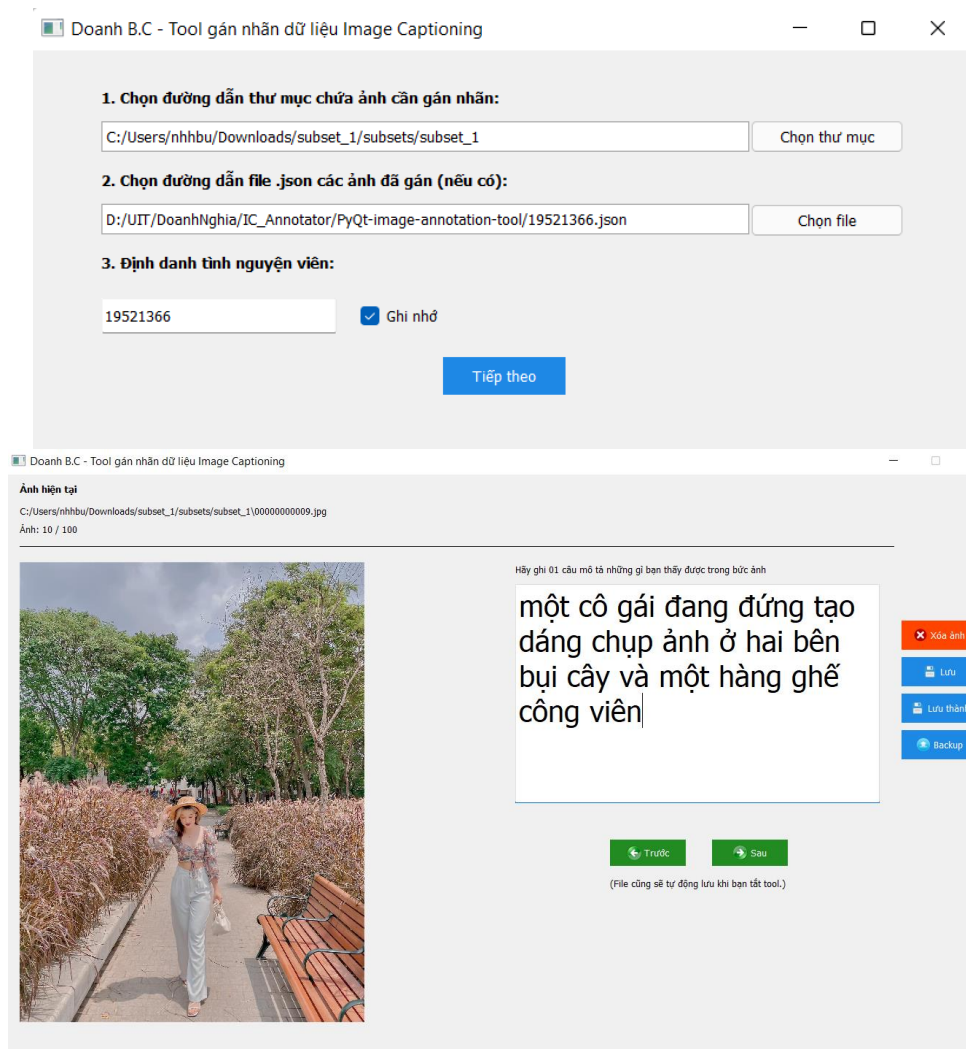 Doanh B.C - Tool gán nhãn dữ liệu Image Captioning
1. Chọn đường dẫn thư mục chứa ảnh cần gán nhãn:
C:/Users/nhhbu/Downloads/subset_1/subsets/subset_1
Chọn thư mục
2. Chọn đường dẫn file .json các ảnh đã gán (nếu có):
D:/UIT/DoanhNghia/IC_Annotator/PyQt-image-annotation-tool/19521366.json
Chọn file
3. Định danh tình nguyện viên:
19521366
Ghi nhớ
Tiếp theo
Doanh B.C - Tool gán nhãn dữ liệu Image Captioning
Ảnh hiện tại
C:/Users/nhhbu/Downloads/subset_1/subsets/subset_1\00000000009.jpg
Ảnh: 10 / 100
Hãy ghi 01 câu mô tả những gì bạn thấy được trong bức ảnh
một cô gái đang đứng tạo
dáng chụp ảnh ở hai bên
bụi cây và một hàng ghế
công viên
Xóa ảnh
Lưu
Lưu thành
Backup
Trước
Sau
(File cũng sẽ tự động lưu khi bạn tắt tool.)